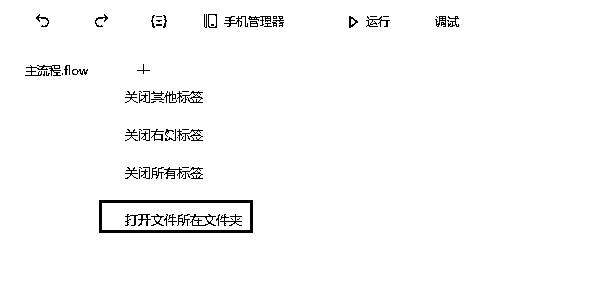 手机管理器 运行 调试
主流程.flow
关闭其他标签
关闭右侧标签
关闭所有标签
打开文件所在文件夹